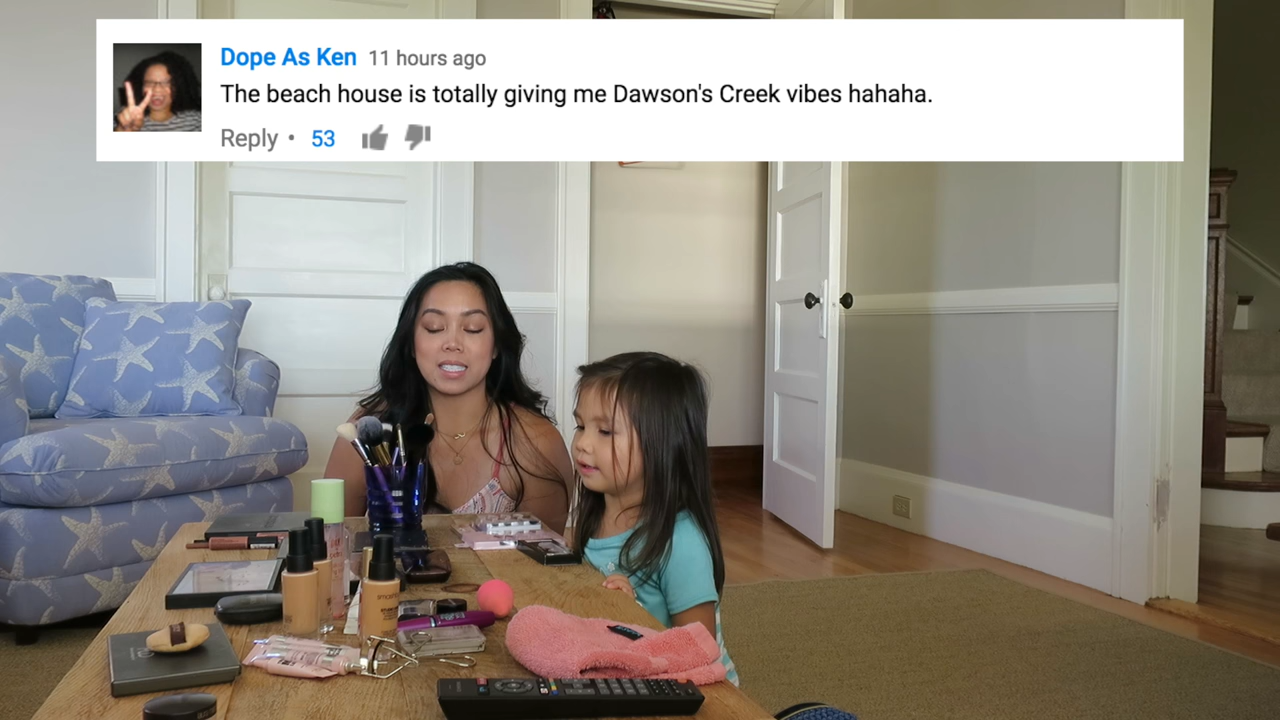 Dope As Ken 11 hours ago
The beach house is totally giving me Dawson's Creek vibes hahaha.
Reply • 53